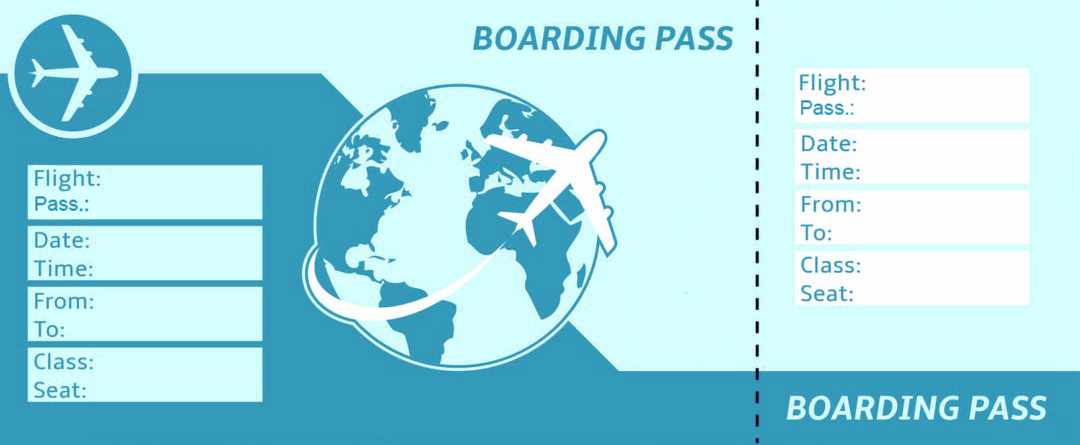 BOARDING PASS
Flight:
Pass.:
Date:
Time:
From:
To:
Class:
Seat:
Flight:
Pass.:
Date:
Time:
From:
To:
Class:
Seat:
BOARDING PASS